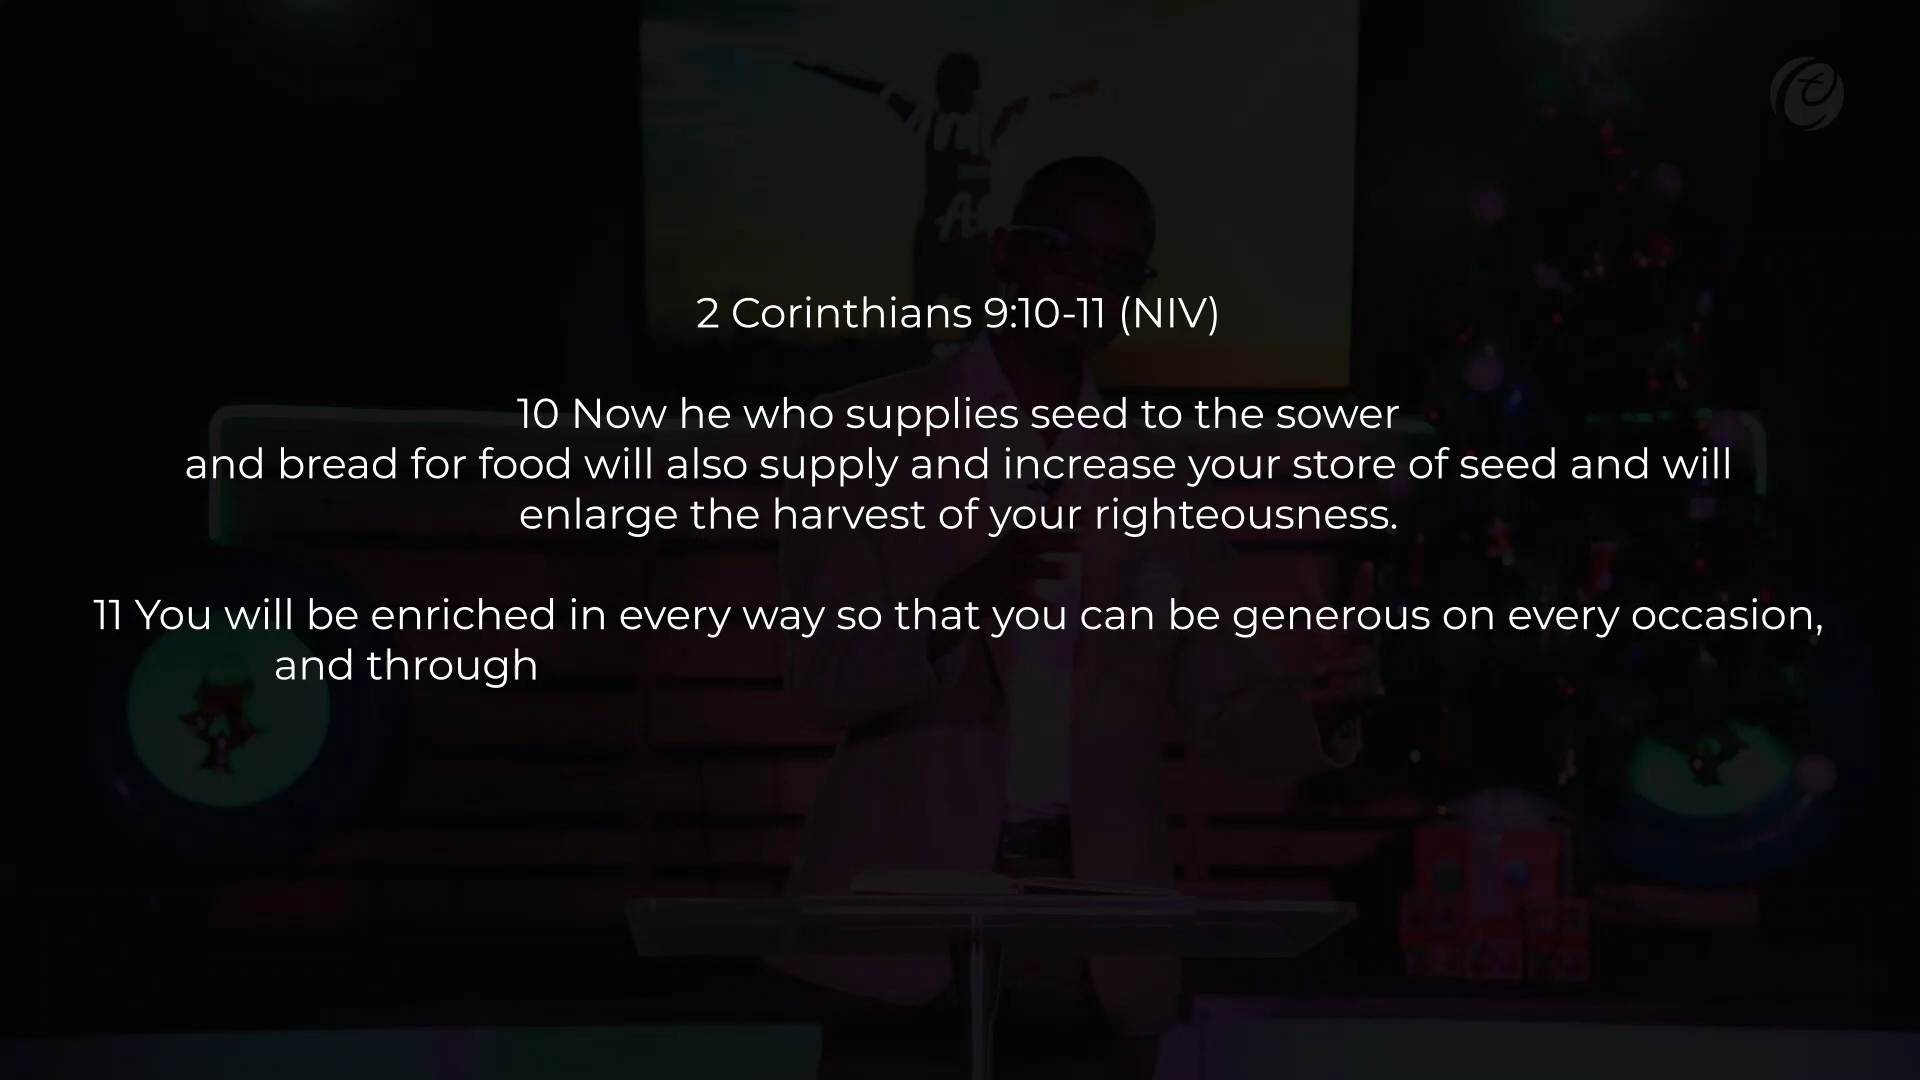 2 Corinthians 9:10-11 (NIV)
10 Now he who supplies seed to the sower
and bread for food will also supply and increase your store of seed and will
enlarge the harvest of your righteousness.
11 You will be enriched in every way so that you can be generous on every occasion,
and through